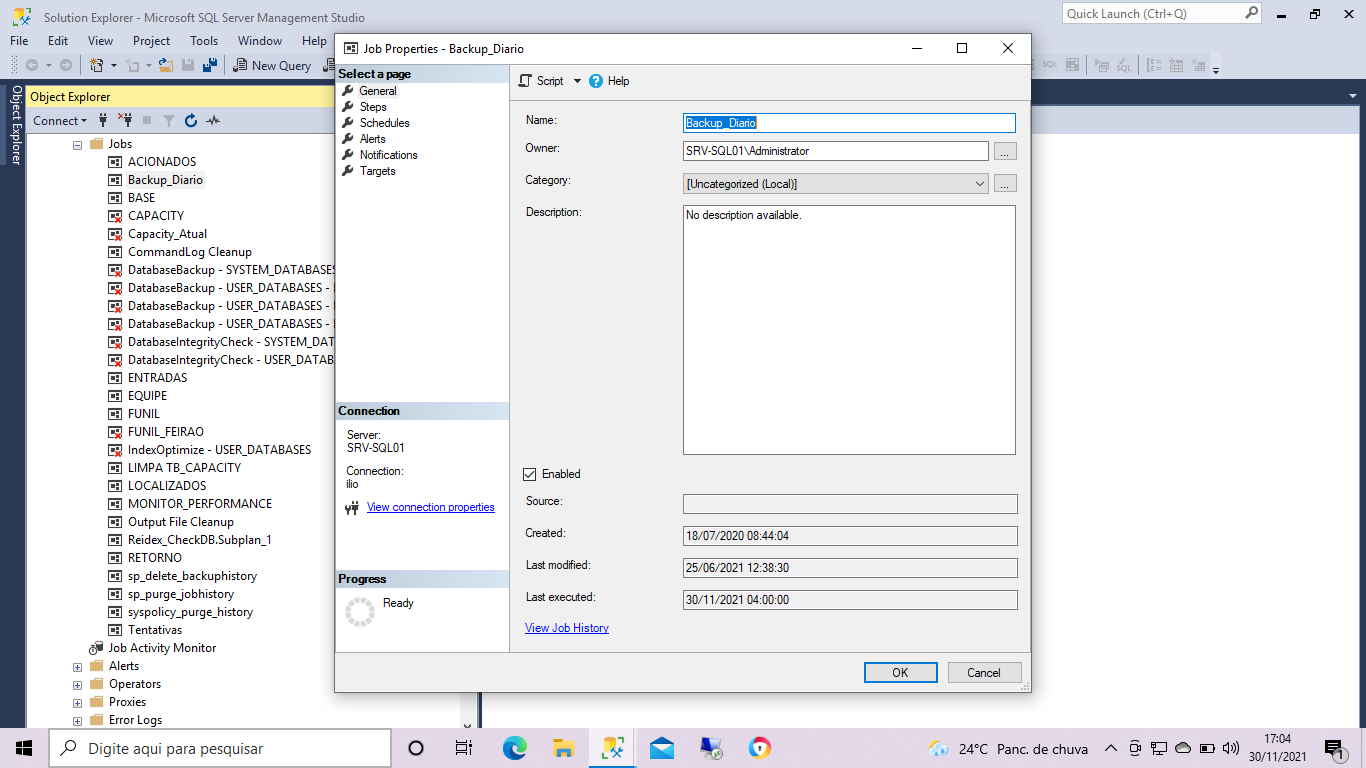 Solution Explorer - Microsoft SQL Server Management Studio
Quick Launch (Ctrl+Q)
File Edit View Project Tools Window Help
New Query
Object Explorer
Object Explorer
Connect
Jobs
ACIONADOS
Backup_Diario
BASE
CAPACITY
Capacity_Atual
CommandLog Cleanup
DatabaseBackup - SYSTEM_DATABASES
DatabaseBackup - USER_DATABASES -
DatabaseBackup - USER_DATABASES -
DatabaseBackup - USER_DATABASES -
DatabaseIntegrityCheck - SYSTEM_DAT
DatabaseIntegrityCheck - USER_DATAB
ENTRADAS
EQUIPE
FUNIL
FUNIL_FEIRAO
IndexOptimize - USER_DATABASES
LIMPA TB_CAPACITY
LOCALIZADOS
MONITOR_PERFORMANCE
Output File Cleanup
Reidex_CheckDB.Subplan_1
RETORNO
sp_delete_backuphistory
sp_purge_jobhistory
syspolicy_purge_history
Tentativas
Job Activity Monitor
Alerts
Operators
Proxies
Error Logs
Job Properties - Backup_Diario
Select a page
General
Steps
Schedules
Alerts
Notifications
Targets
Connection
Server:
SRV-SQL01
Connection:
ilio
View connection properties
Progress
Ready
Script Help
Name: Backup_Diario
Owner: SRV-SQL01\Administrator ...
Category: [Uncategorized (Local)] ...
Description: No description available.
Enabled
Source:
Created: 18/07/2020 08:44:04
Last modified: 25/06/2021 12:38:30
Last executed: 30/11/2021 04:00:00
View Job History
OK Cancel
SQL
Digite aqui para pesquisar
24°C Panc. de chuva
17:04
30/11/2021
1